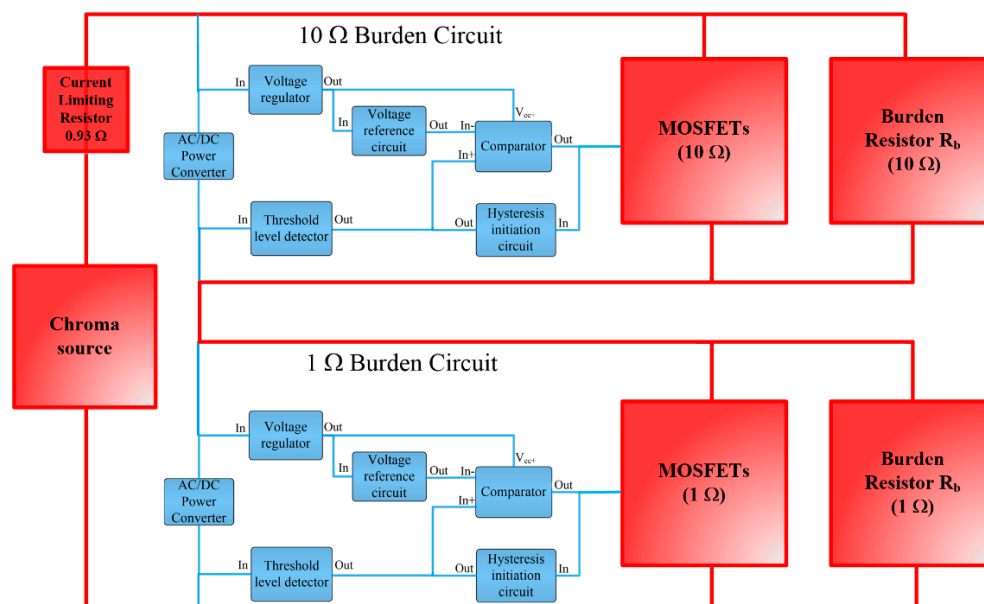 10 Ω Burden Circuit
Current
Limiting
Resistor
0.93 Ω
In
Voltage
regulator
Out
In
Voltage
reference
circuit
Out
In-
In+
Vcc+
Comparator
Out
AC/DC
Power
Converter
In
Threshold
level detector
Out
Out
Hysteresis
initiation
circuit
In
MOSFETs
(10 Ω)
Burden
Resistor Rb
(10 Ω)
Chroma
source
1 Ω Burden Circuit
In
Voltage
regulator
Out
In
Voltage
reference
circuit
Out
In-
In+
Vcc+
Comparator
Out
AC/DC
Power
Converter
In
Threshold
level detector
Out
Out
Hysteresis
initiation
circuit
In
MOSFETs
(1 Ω)
Burden
Resistor Rb
(1 Ω)